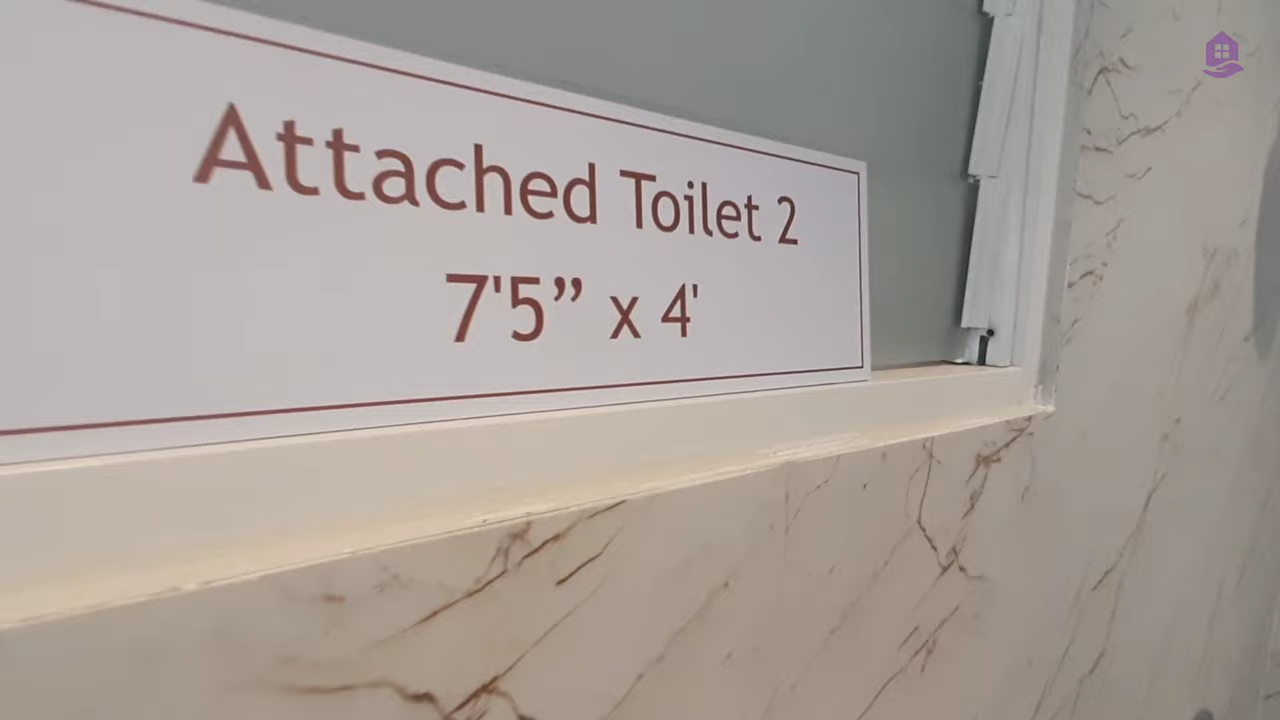 Attached Toilet 2
7'5” x 4'